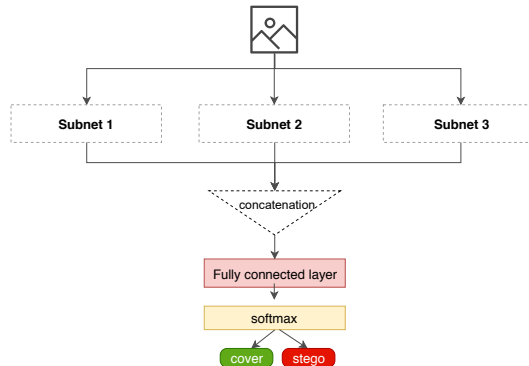 Subnet 1
Subnet 2
Subnet 3
concatenation
Fully connected layer
softmax
cover
stego